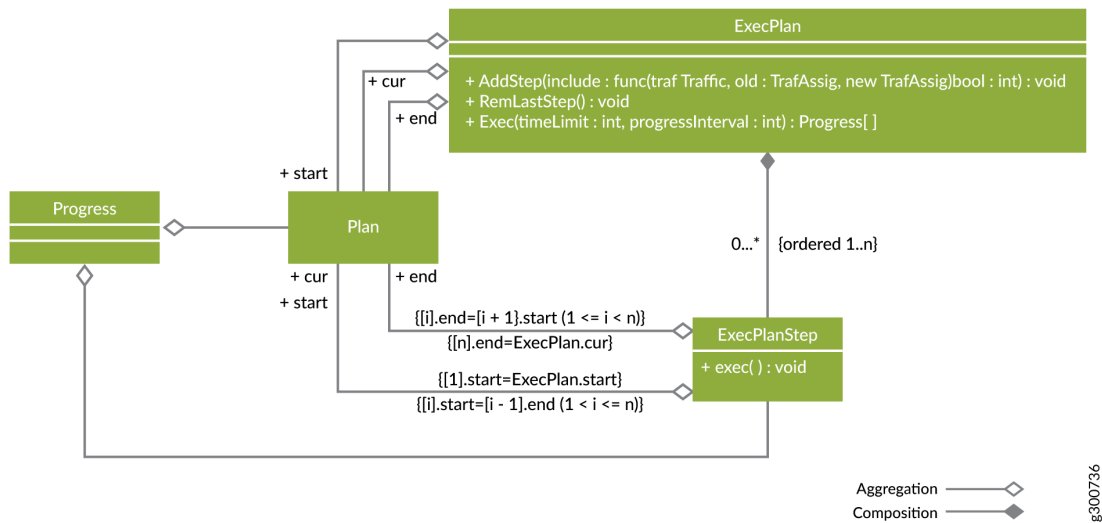 ExecPlan
+ AddStep(include : func(traf Traffic, old : TrafAssig, new TrafAssig)bool : int) : void
+ RemLastStep() : void
+ Exec(timeLimit : int, progressInterval : int) : Progress[ ]
+ cur
+ end
+ start
Progress
Plan
0...* {ordered 1..n}
+ cur
+ end
+ start
{[i].end=[i + 1}.start (1 <= i < n)}
{[n].end=ExecPlan.cur}
ExecPlanStep
+ exec( ) : void
{[1].start=ExecPlan.start}
{[i].start=[i - 1].end (1 < i <= n)}
Aggregation
Composition
g300736